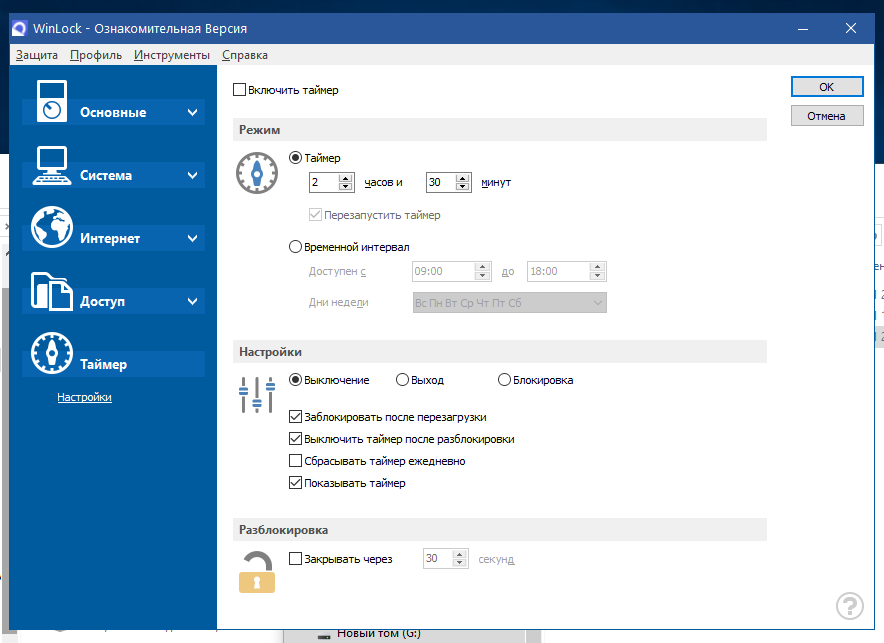 WinLock - Ознакомительная Версия
Защита Профиль Инструменты Справка
Основные
Система
Интернет
Доступ
Таймер
Настройки
Включить таймер
OK
Отмена
Режим
Таймер
2 часов и 30 минут
Перезапустить таймер
Временной интервал
Доступен с 09:00 до 18:00
Дни недели Вс Пн Вт Ср Чт Пт Сб
Настройки
Выключение Выход Блокировка
Заблокировать после перезагрузки
Выключить таймер после разблокировки
Сбрасывать таймер ежедневно
Показывать таймер
Разблокировка
Закрывать через 30 секунд
?
Новый том (G:)